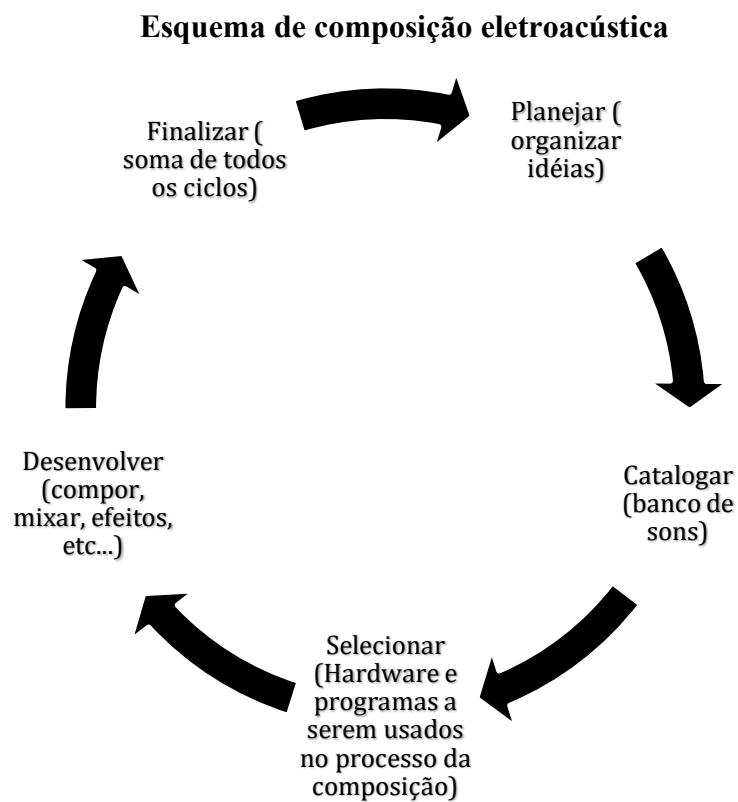 Esquema de composição eletroacústica
Planejar (
organizar
idéias)
Catalogar
(banco de
sons)
Selecionar
(Hardware e
programas a
serem usados
no processo da
composição)
Desenvolver
(compor,
mixar, efeitos,
etc...)
Finalizar (
soma de todos
os ciclos)